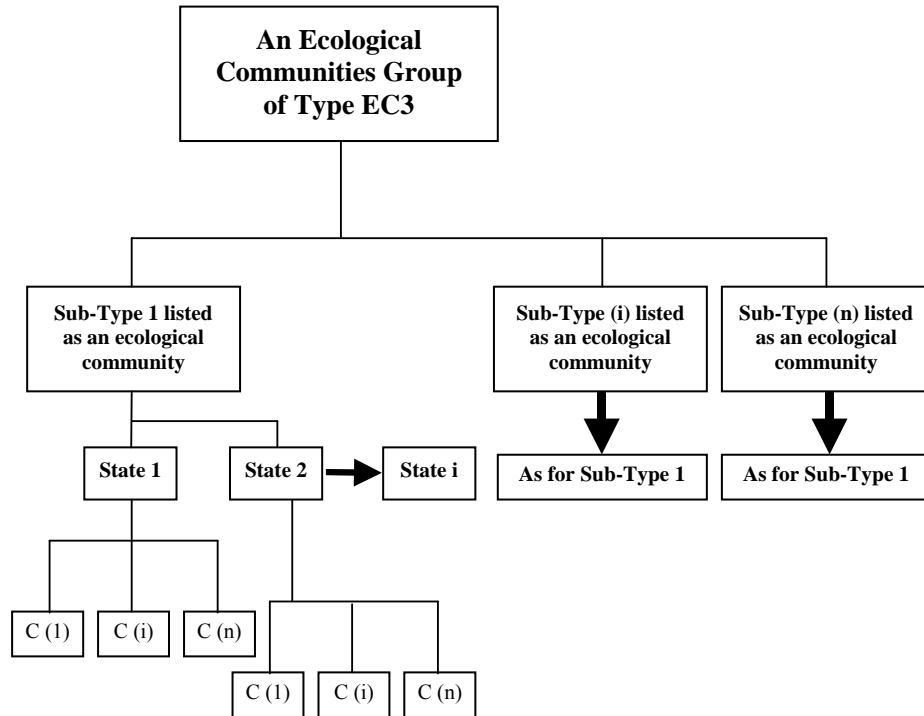 An Ecological
Communities Group
of Type EC3
Sub-Type 1 listed
as an ecological
community
Sub-Type (i) listed
as an ecological
community
Sub-Type (n) listed
as an ecological
community
State 1
State 2
State i
As for Sub-Type 1
As for Sub-Type 1
C (1)
C (i)
C (n)
C (1)
C (i)
C (n)